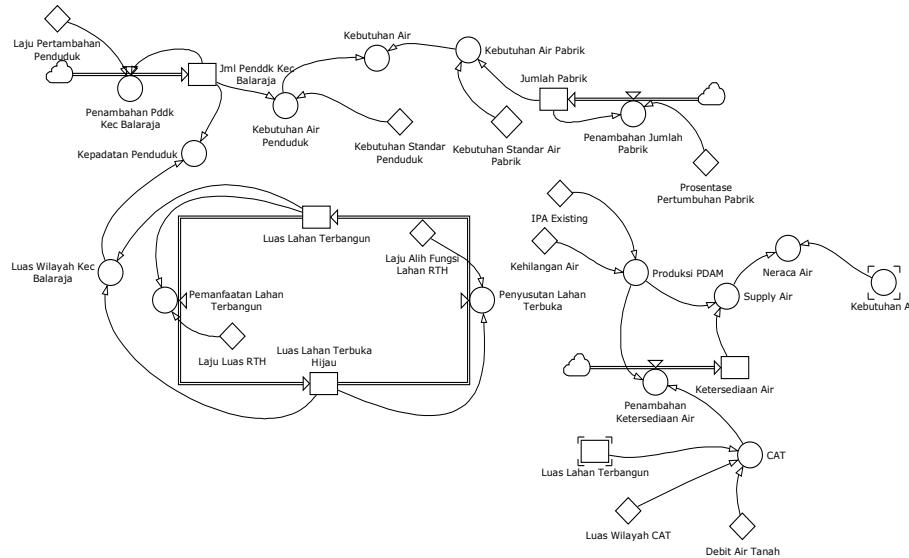 Laju Pertambahan
Penduduk
Kebutuhan Air
Kebutuhan Air Pabrik
Jml Penddk Kec
Balaraja
Jumlah Pabrik
Penambahan Pddk
Kec Balaraja
Kebutuhan Air
Penduduk
Kebutuhan Standar
Penduduk
Kebutuhan Standar Air
Pabrik
Penambahan Jumlah
Pabrik
Kepadatan Penduduk
Prosentase
Pertumbuhan Pabrik
IPA Existing
Luas Lahan Terbangun
Laju Alih Fungsi
Lahan RTH
Kehilangan Air
Luas Wilayah Kec
Balaraja
Produksi PDAM
Neraca Air
Pemanfaatan Lahan
Terbangun
Penyusutan Lahan
Terbuka
Supply Air
Kebutuhan A
Laju Luas RTH
Luas Lahan Terbuka
Hijau
Ketersediaan Air
Penambahan
Ketersediaan Air
Luas Lahan Terbangun
CAT
Luas Wilayah CAT
Debit Air Tanah